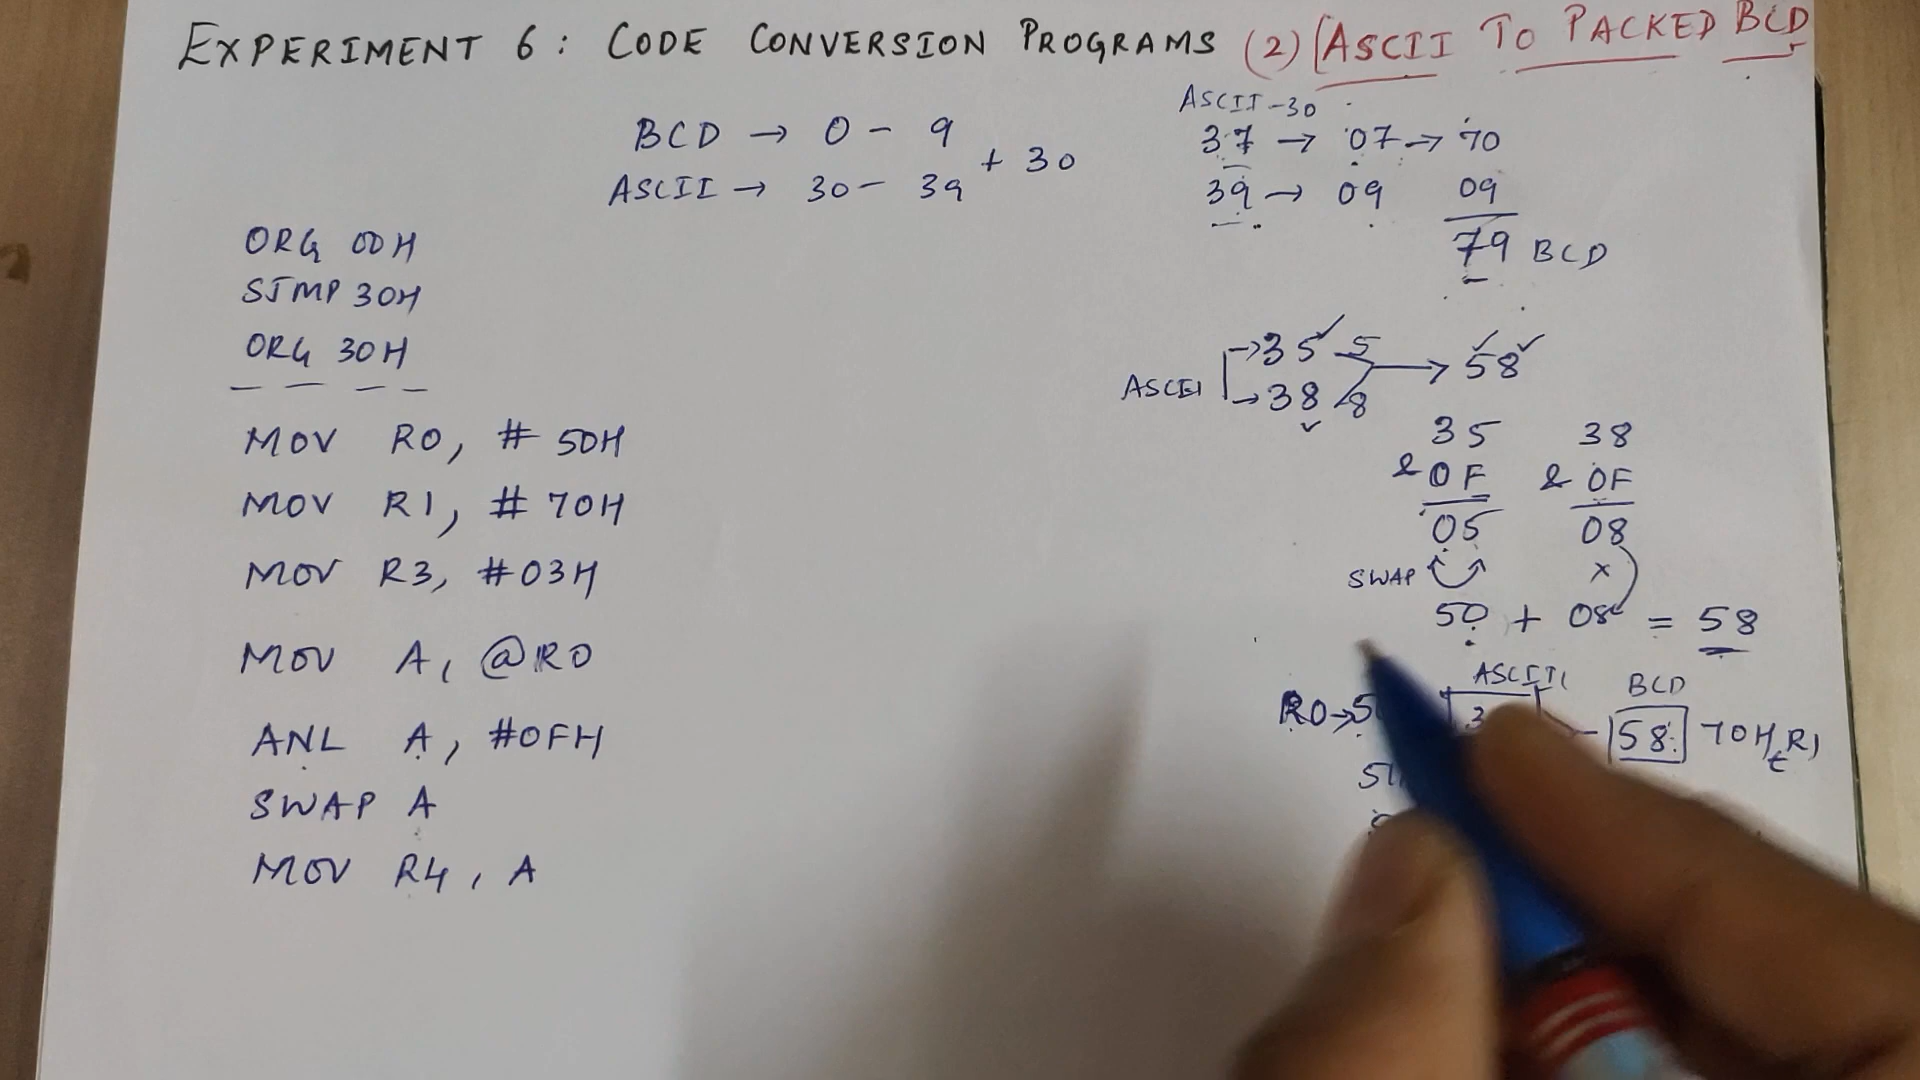 EXPERIMENT 6 : CODE CONVERSION PROGRAMS (2) ASCII TO PACKED BCD
BCD → 0 - 9
ASCII → 30 - 39
+ 30
ORG 00H
SJMP 30H
ORG 30H
MOV R0, # 50H
MOV R1, # 70H
MOV R3, #03H
MOV A, @R0
ANL A, #0FH
SWAP A
MOV R4, A
ASCII - 30
37 → 07 → 70
39 → 09 09
79 BCD
ASCII → 35 5 → 58
→ 38 8
35 38
& 0F & 0F
05 08
SWAP x
50 + 08 = 58
ASCII BCD
R0 → 58 70H R1